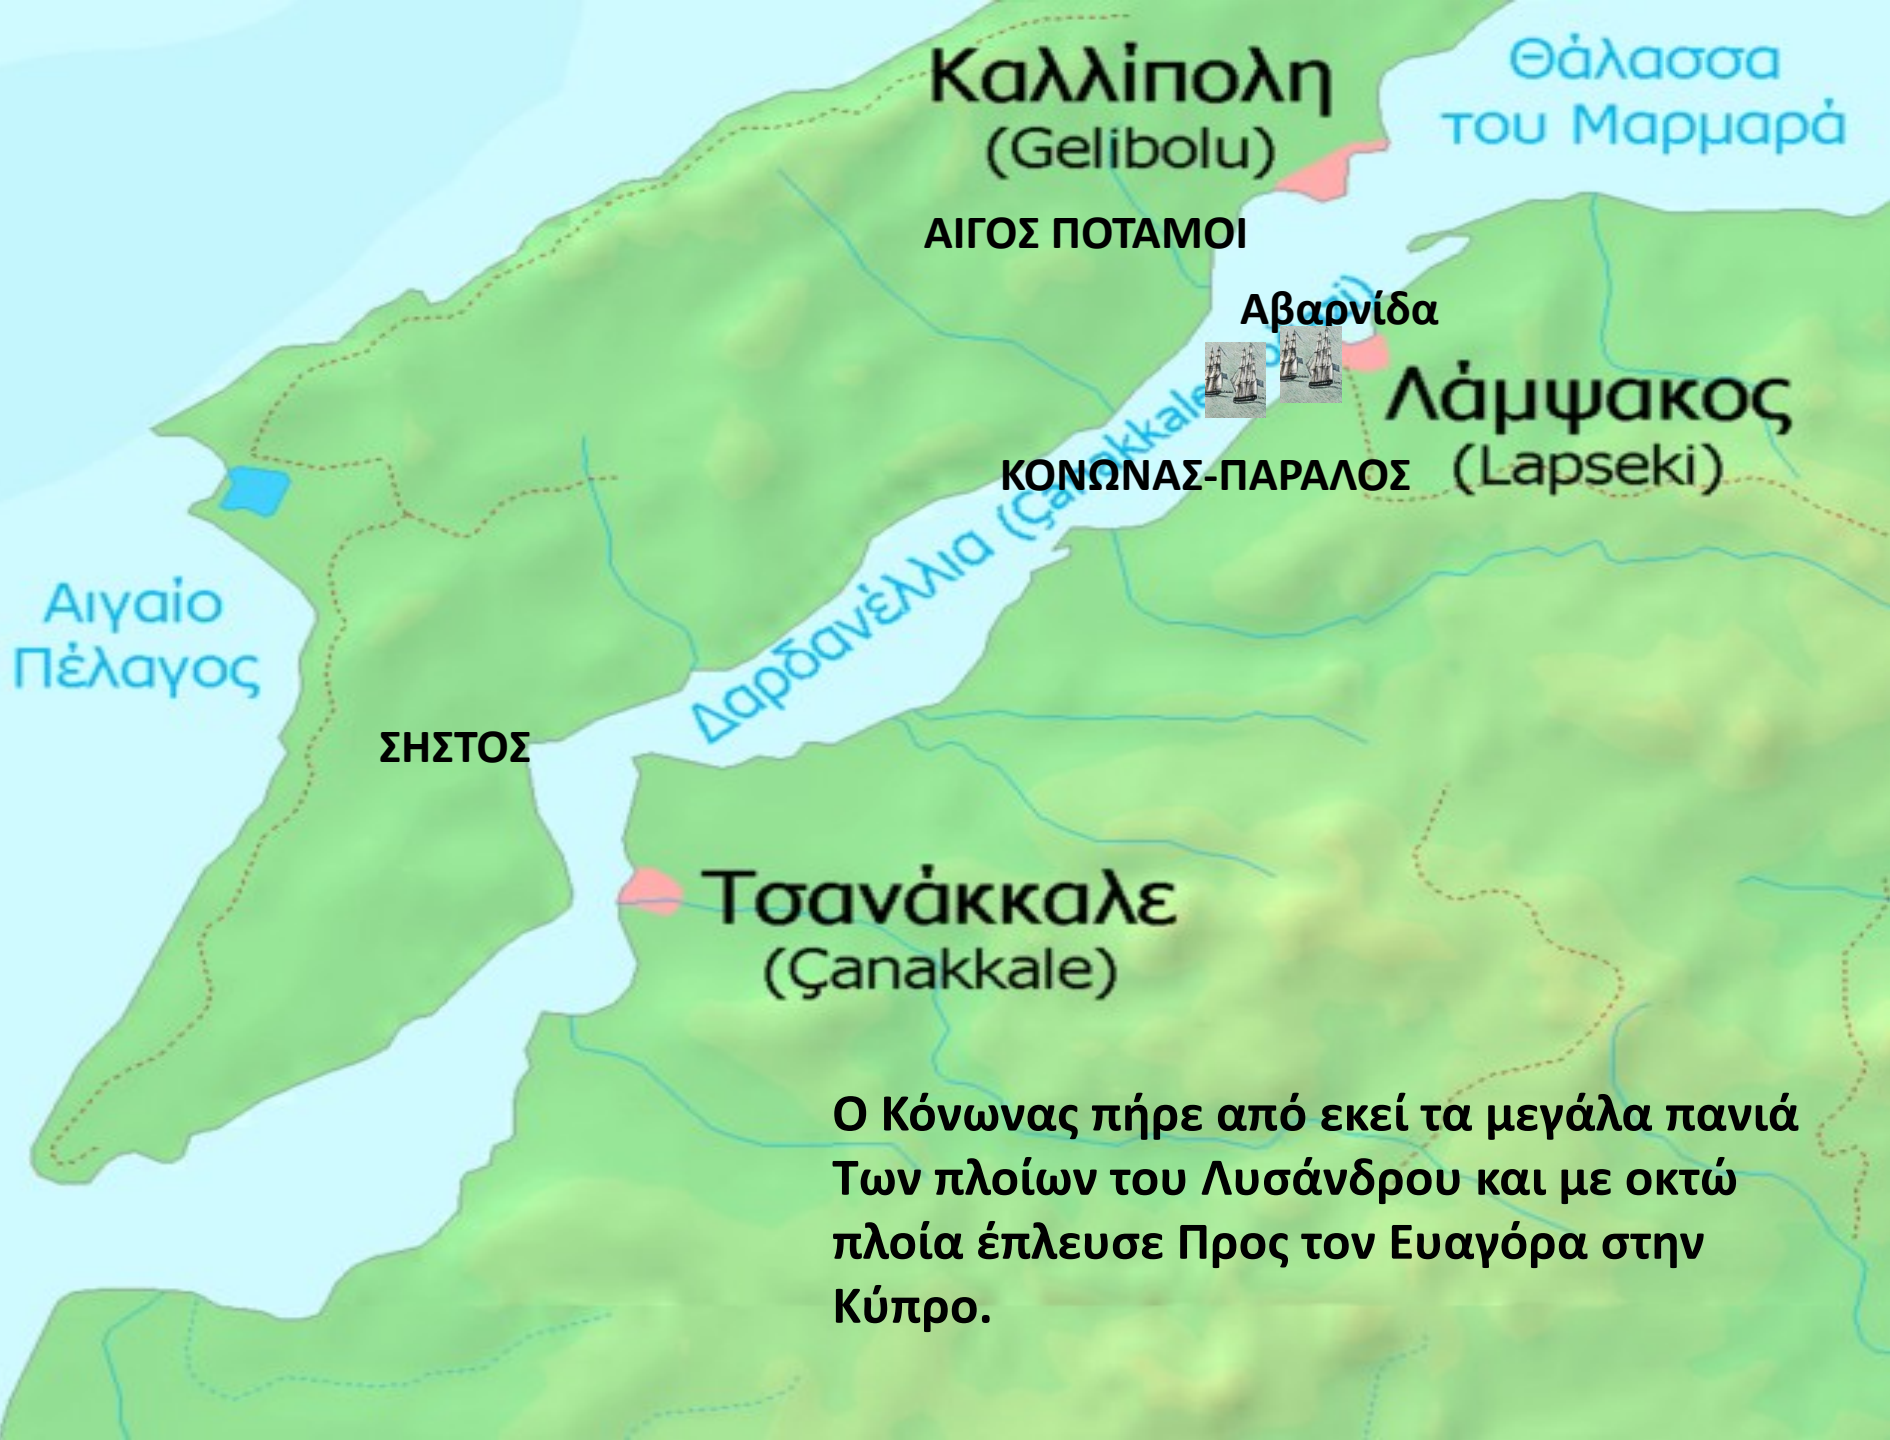 Καλλίπολη
(Gelibolu)
Θάλασσα
του Μαρμαρά
ΑΙΓΟΣ ΠΟΤΑΜΟΙ
Αβαρνίδα
Λάμψακος
(Lapseki)
ΚΟΝΩΝΑΣ-ΠΑΡΑΛΟΣ
Δαρδανέλλια (Çanakkale
Αιγαίο
Πέλαγος
ΣΗΣΤΟΣ
Τσανάκκαλε
(Çanakkale)
Ο Κόνωνας πήρε από εκεί τα μεγάλα πανιά
Των πλοίων του Λυσάνδρου και με οκτώ
πλοία έπλευσε Προς τον Ευαγόρα στην
Κύπρο.